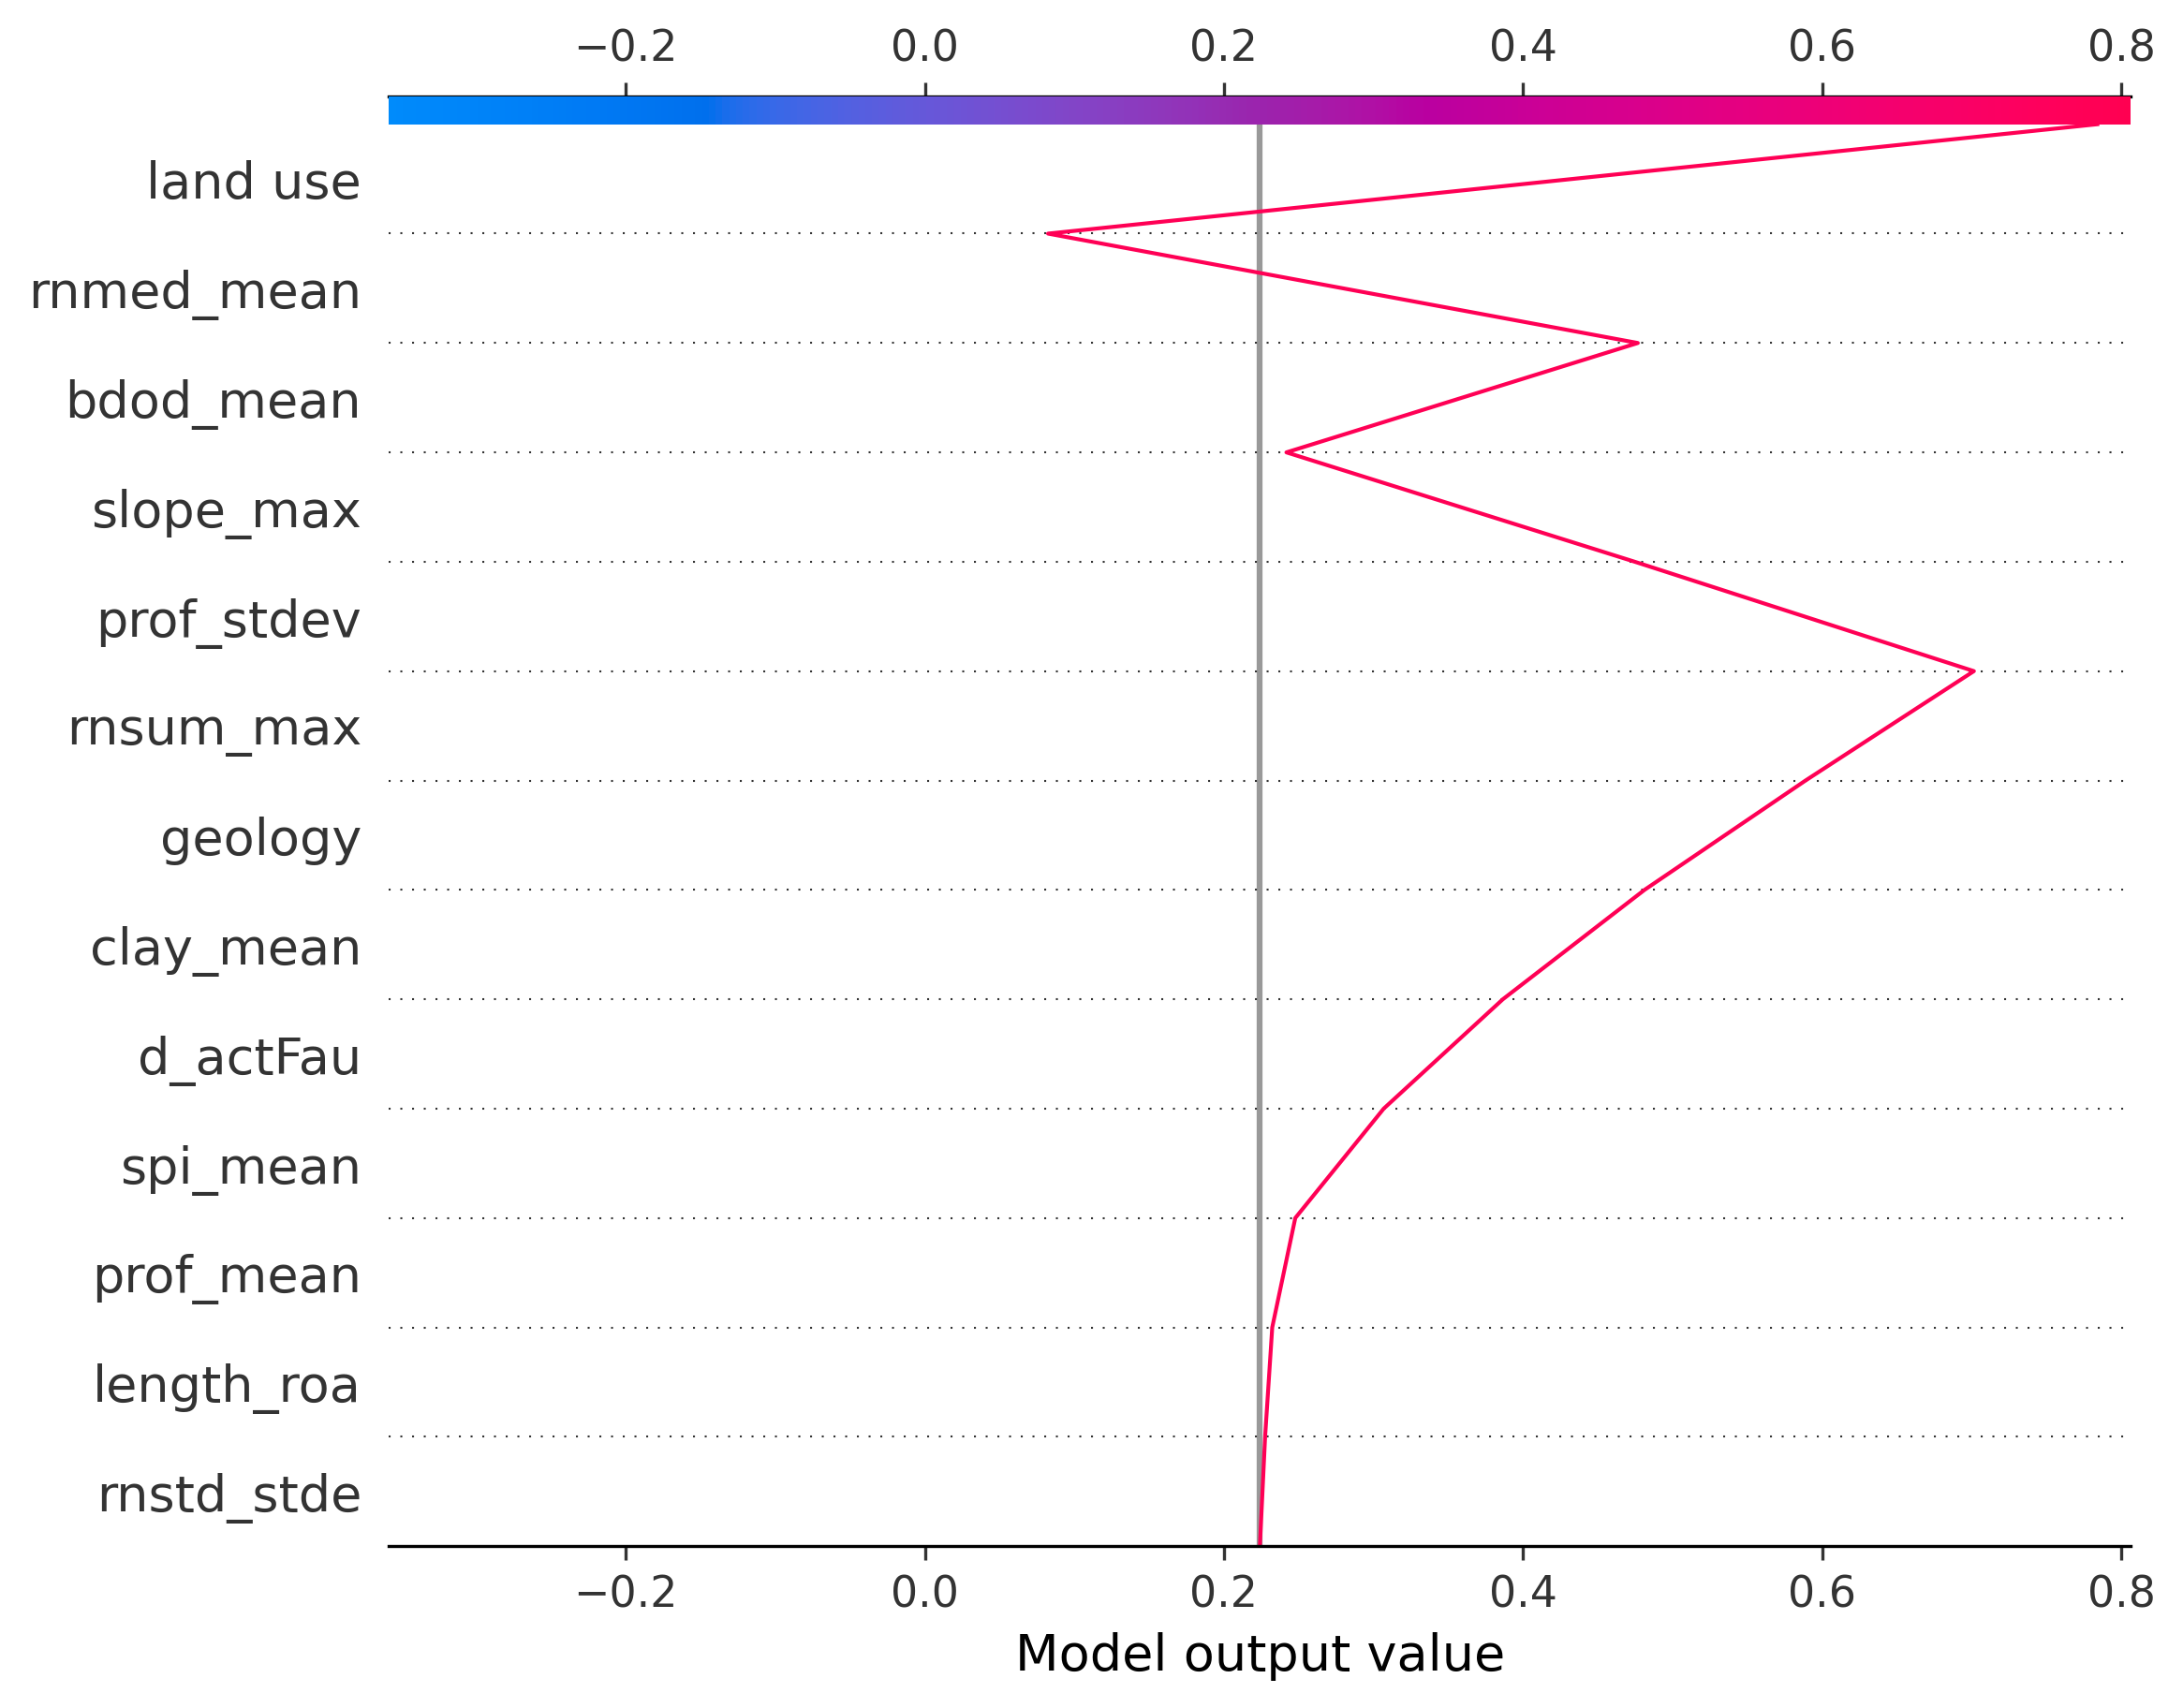 −0.2 0.0 0.2 0.4 0.6 0.8
land use
rnmed_mean
bdod_mean
slope_max
prof_stdev
rnsum_max
geology
clay_mean
d_actFau
spi_mean
prof_mean
length_roa
rnstd_stde
−0.2 0.0 0.2 0.4 0.6 0.8
Model output value